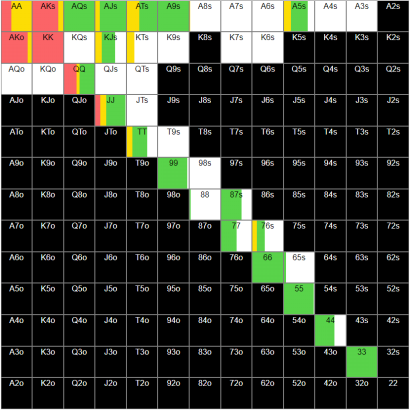 AA AKs AQs AJs ATs A9s A8s A7s A6s A5s A4s A3s A2s
AKo KK KQs KJs KTs K9s K8s K7s K6s K5s K4s K3s K2s
AQo KQo QQ QJs QTs Q9s Q8s Q7s Q6s Q5s Q4s Q3s Q2s
AJo KJo QJo JJ JTs J9s J8s J7s J6s J5s J4s J3s J2s
ATo KTo QTo JTo TT T9s T8s T7s T6s T5s T4s T3s T2s
A9o K9o Q9o J9o T9o 99 98s 97s 96s 95s 94s 93s 92s
A8o K8o Q8o J8o T8o 98o 88 87s 86s 85s 84s 83s 82s
A7o K7o Q7o J7o T7o 97o 87o 77 76s 75s 74s 73s 72s
A6o K6o Q6o J6o T6o 96o 86o 76o 66 65s 64s 63s 62s
A5o K5o Q5o J5o T5o 95o 85o 75o 65o 55 54s 53s 52s
A4o K4o Q4o J4o T4o 94o 84o 74o 64o 54o 44 43s 42s
A3o K3o Q3o J3o T3o 93o 83o 73o 63o 53o 43o 33 32s
A2o K2o Q2o J2o T2o 92o 82o 72o 62o 52o 42o 32o 22